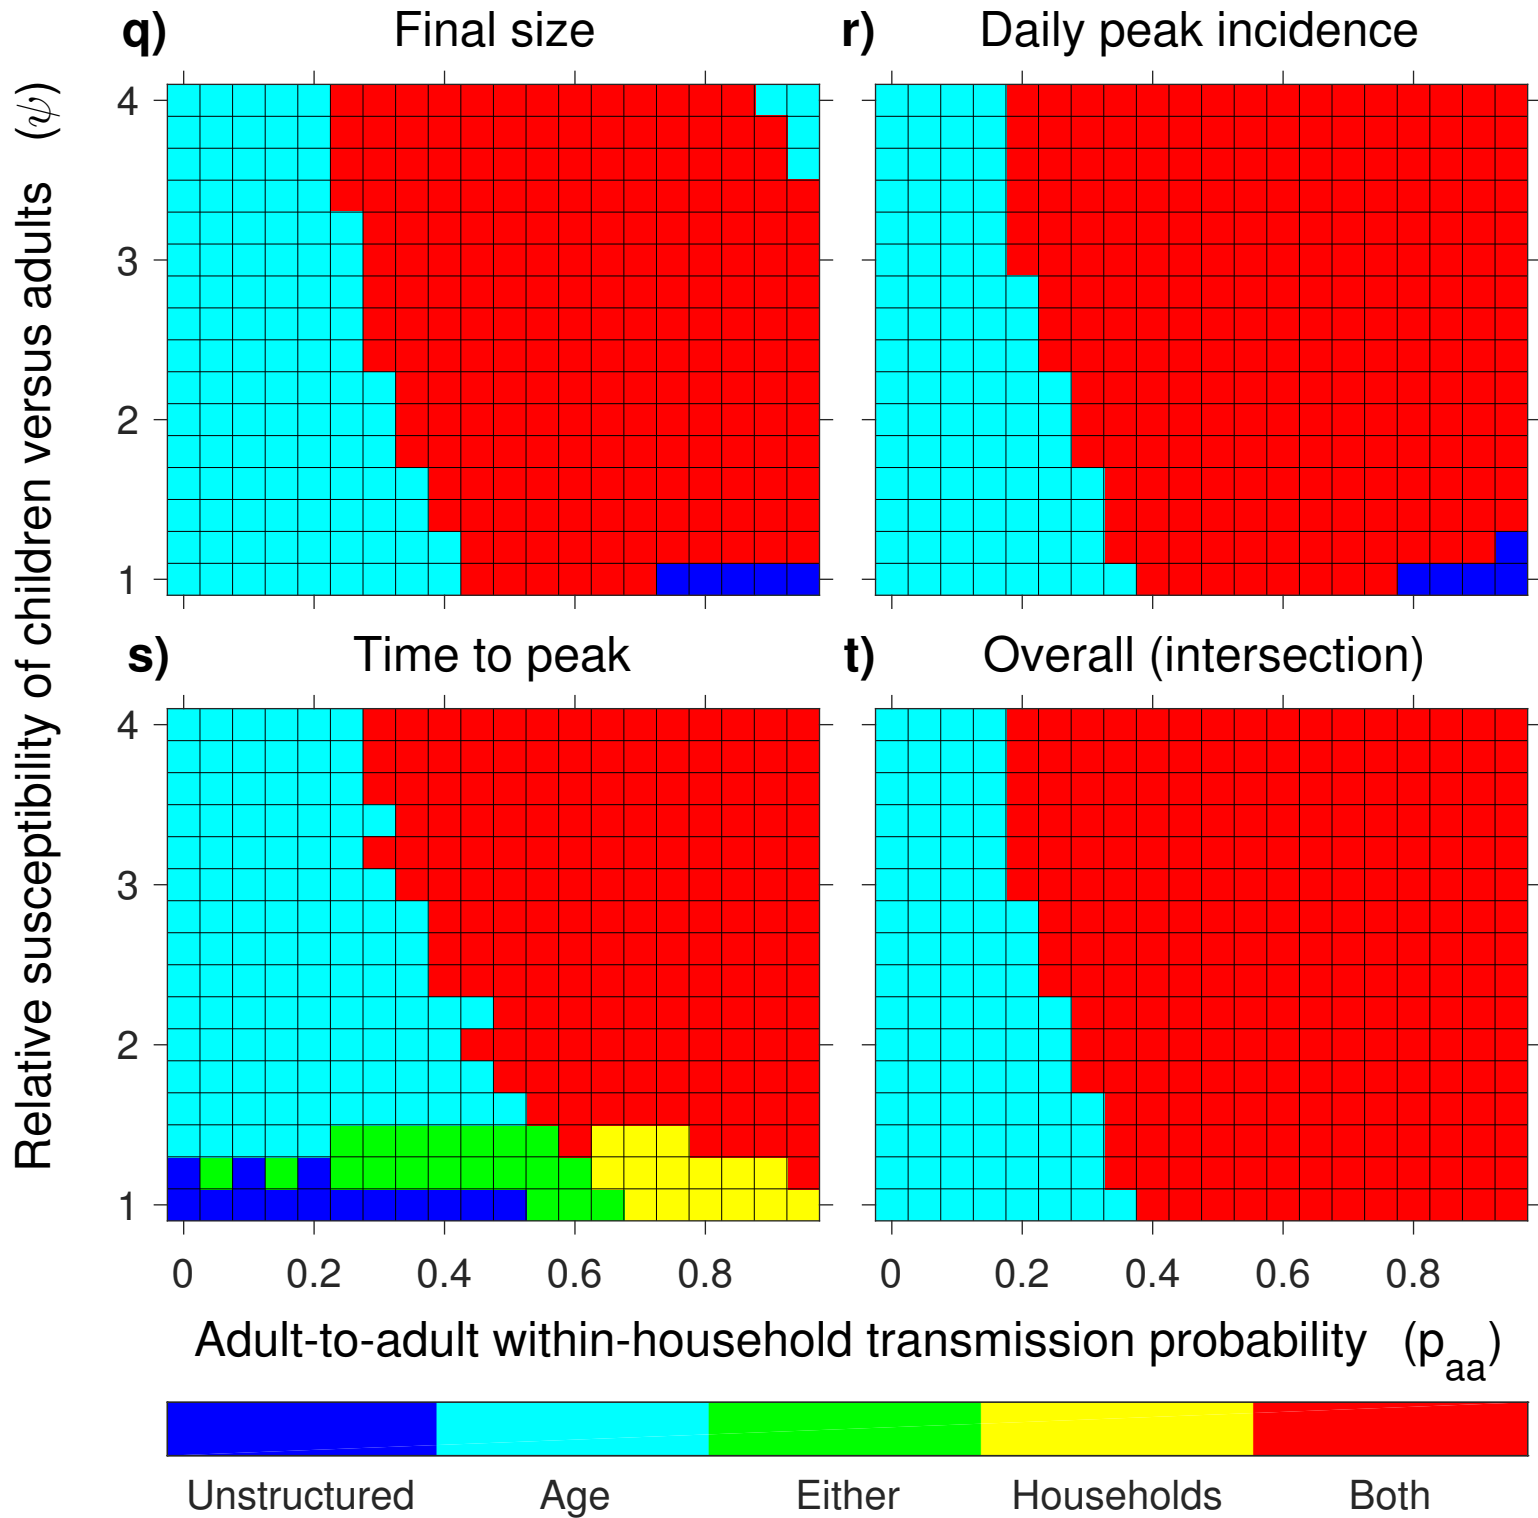 q) Final size
r) Daily peak incidence
Relative susceptibility of children versus adults (ψ)
4
3
2
1
s) Time to peak
t) Overall (intersection)
4
3
2
1
0 0.2 0.4 0.6 0.8
0 0.2 0.4 0.6 0.8
Adult-to-adult within-household transmission probability (p_aa)
Unstructured Age Either Households Both